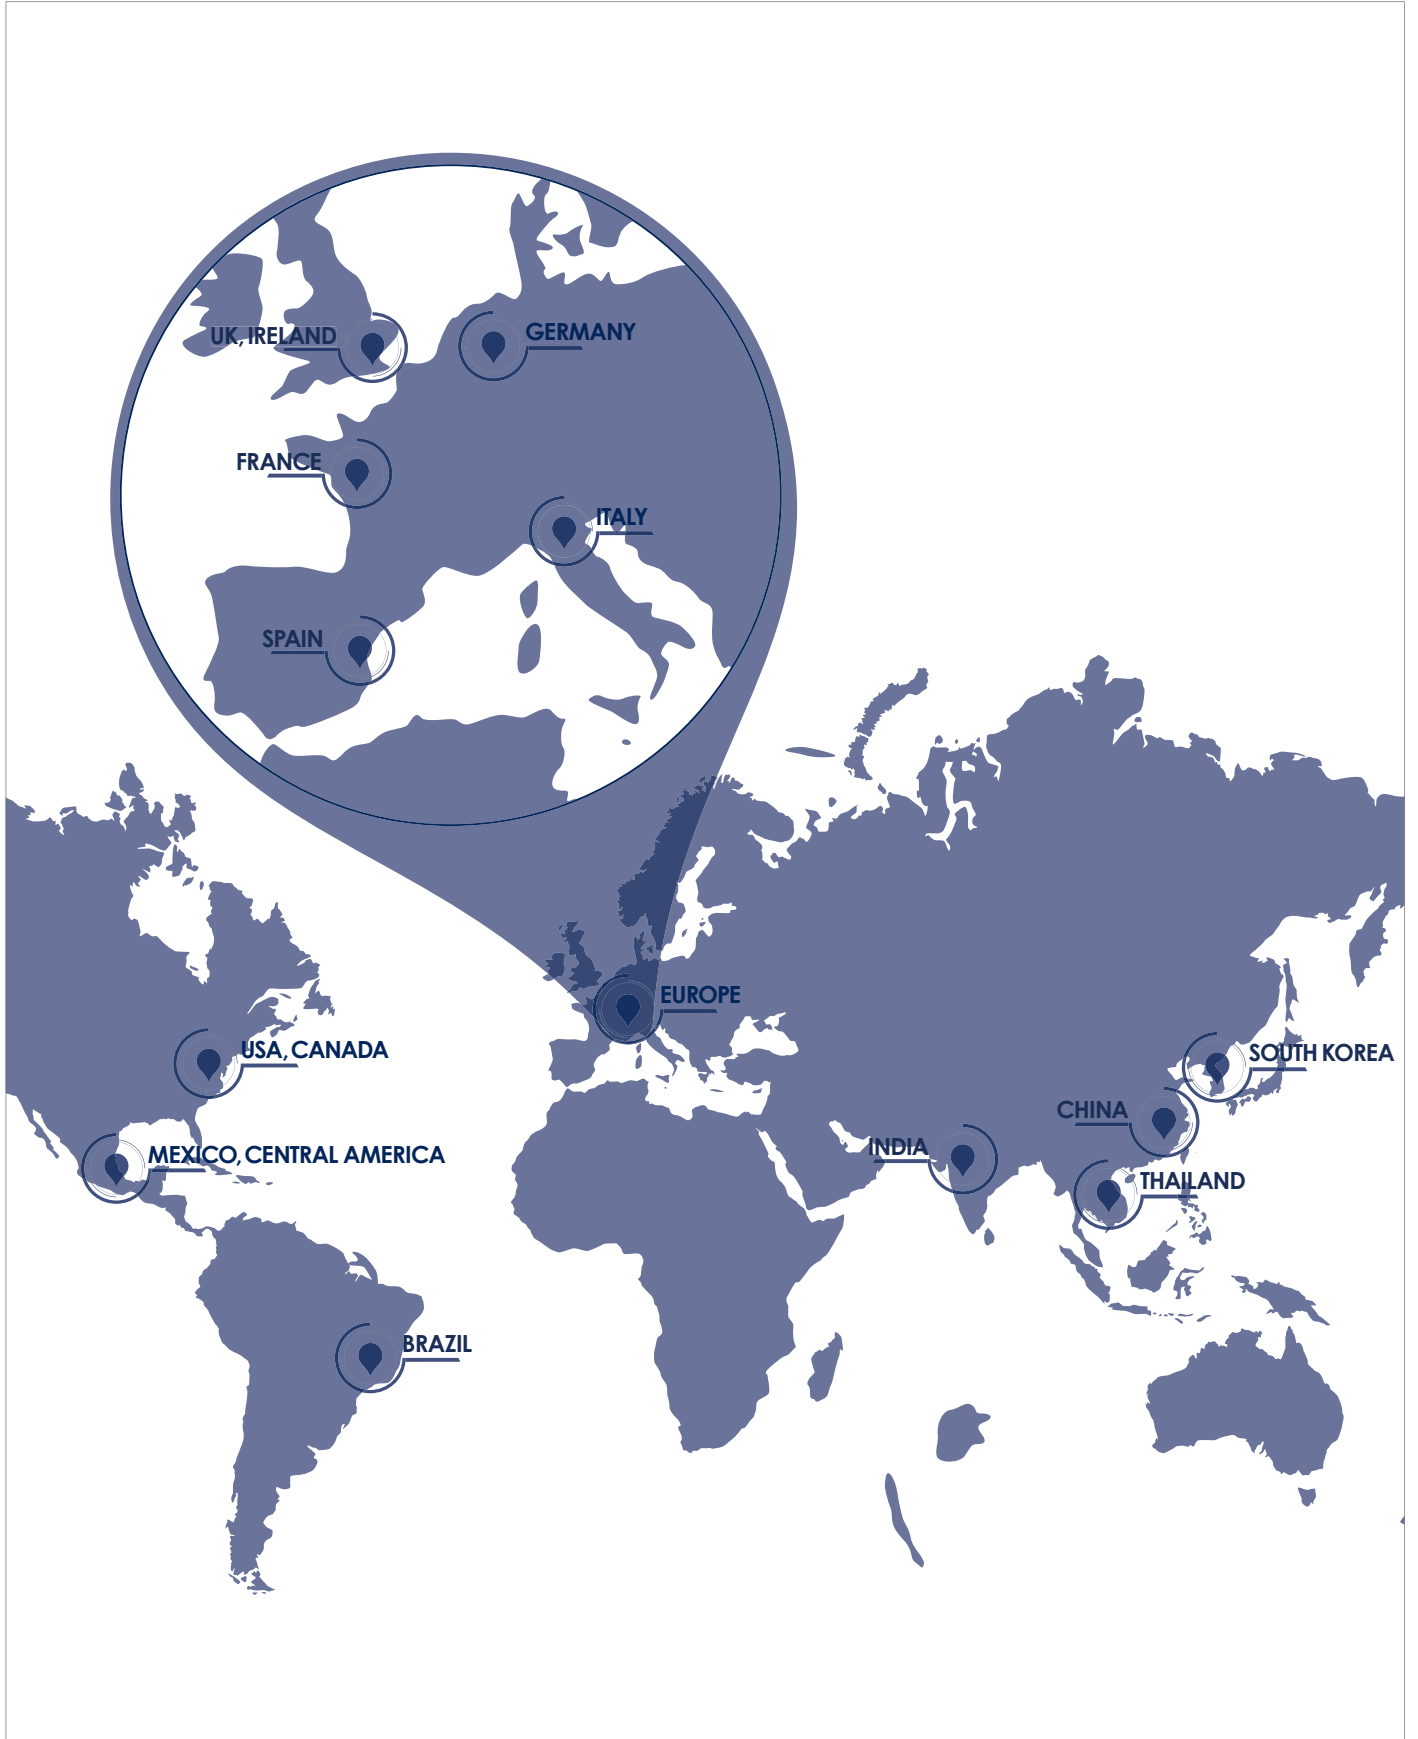 UK, IRELAND
GERMANY
FRANCE
ITALY
SPAIN
EUROPE
USA, CANADA
SOUTH KOREA
CHINA
INDIA
MEXICO, CENTRAL AMERICA
THAILAND
BRAZIL